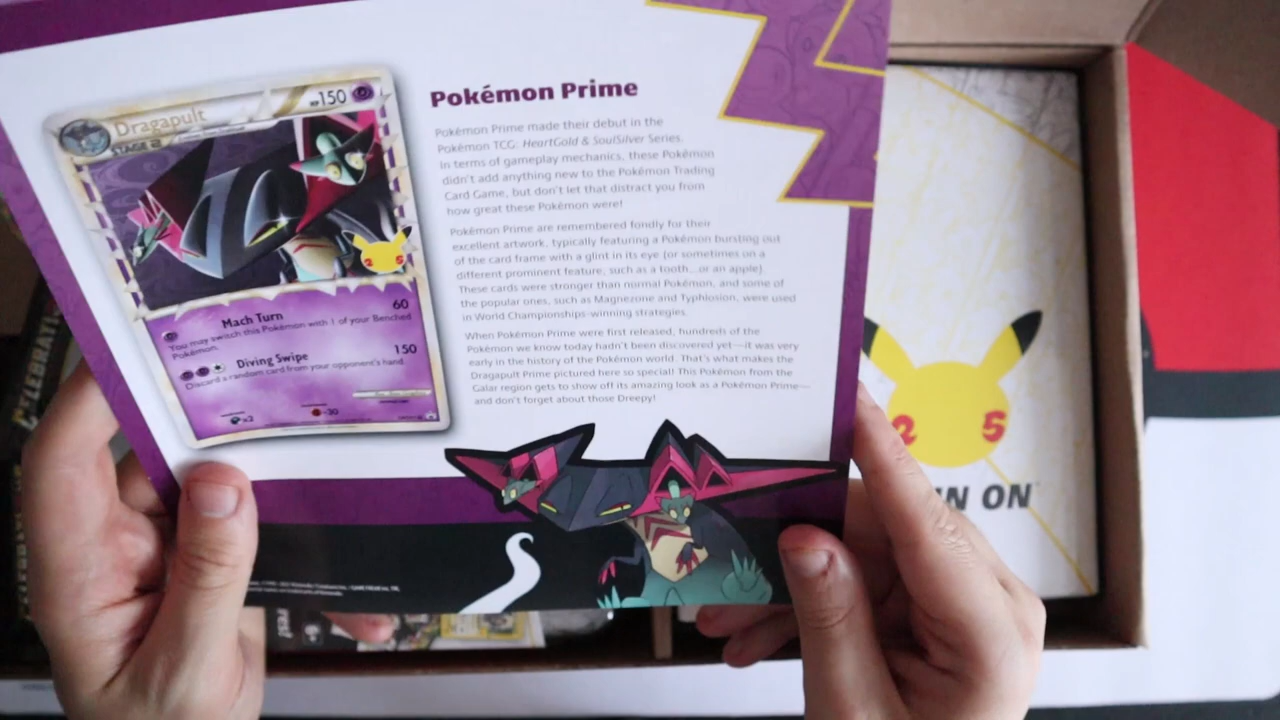 Dragapult
HP150
STAGE 2
Mach Turn 60
You may switch this Pokémon with 1 of your Benched
Pokémon.
Diving Swipe 150
Discard a random card from your opponent's hand.
x2
-30
2 5
Pokémon Prime
Pokémon Prime made their debut in the
Pokémon TCG: HeartGold & SoulSilver Series.
In terms of gameplay mechanics, these Pokémon
didn't add anything new to the Pokémon Trading
Card Game, but don't let that distract you from
how great these Pokémon were!
Pokémon Prime are remembered fondly for their
excellent artwork, typically featuring a Pokémon bursting out
of the card frame with a glint in its eye (or sometimes on a
different prominent feature, such as a tooth...or an apple).
These cards were stronger than normal Pokémon, and some of
the popular ones, such as Magnezone and Typhlosion, were used
in World Championships-winning strategies.
When Pokémon Prime were first released, hundreds of the
Pokémon we know today hadn't been discovered yet—it was very
early in the history of the Pokémon world. That's what makes the
Dragapult Prime pictured here so special! This Pokémon from the
Galar region gets to show off its amazing look as a Pokémon Prime—
and don't forget about those Dreepy!
2 5
IN ON
CELEBRATI